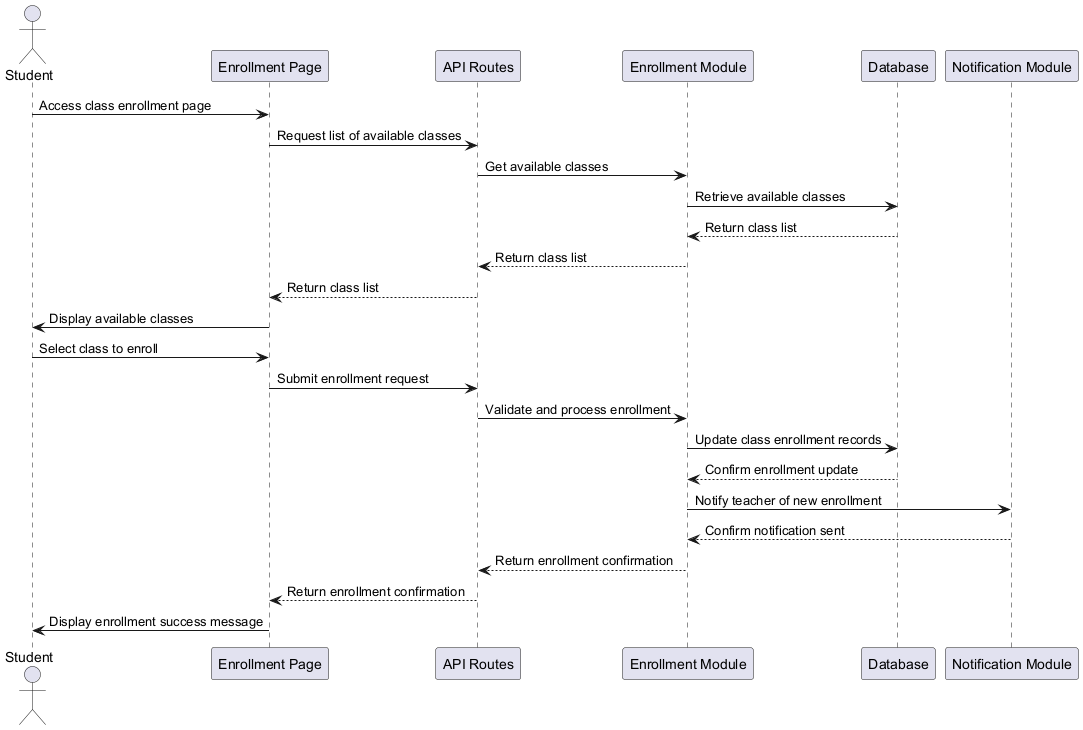 Student
Enrollment Page
API Routes
Enrollment Module
Database
Notification Module
Access class enrollment page
Request list of available classes
Get available classes
Retrieve available classes
Return class list
Return class list
Return class list
Display available classes
Select class to enroll
Submit enrollment request
Validate and process enrollment
Update class enrollment records
Confirm enrollment update
Notify teacher of new enrollment
Confirm notification sent
Return enrollment confirmation
Return enrollment confirmation
Display enrollment success message
Student
Enrollment Page
API Routes
Enrollment Module
Database
Notification Module